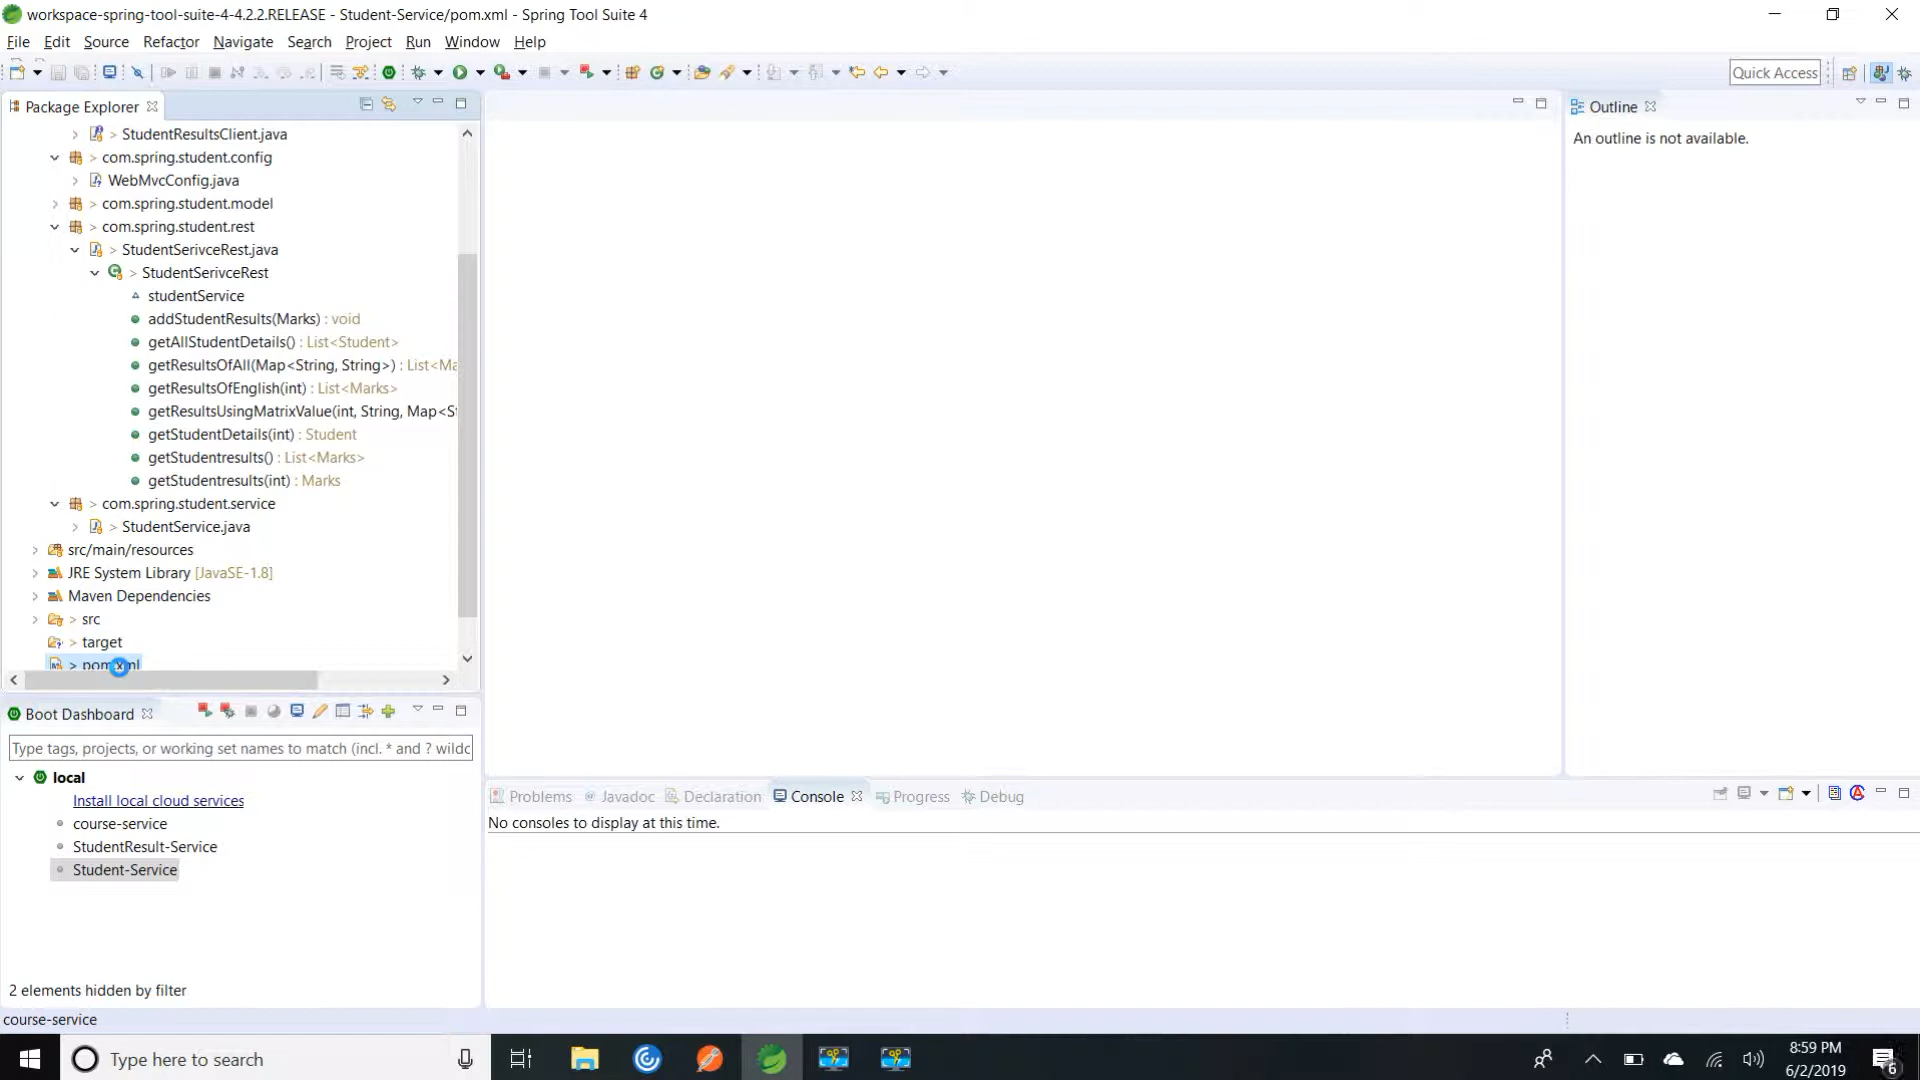 workspace-spring-tool-suite-4-4.2.2.RELEASE - Student-Service/pom.xml - Spring Tool Suite 4
File Edit Source Refactor Navigate Search Project Run Window Help
Quick Access
Package Explorer
> StudentResultsClient.java
> com.spring.student.config
WebMvcConfig.java
> com.spring.student.model
> com.spring.student.rest
> StudentSerivceRest.java
> StudentSerivceRest
studentService
addStudentResults(Marks) : void
getAllStudentDetails() : List<Student>
getResultsOfAll(Map<String, String>) : List<Ma
getResultsOfEnglish(int) : List<Marks>
getResultsUsingMatrixValue(int, String, Map<St
getStudentDetails(int) : Student
getStudentresults() : List<Marks>
getStudentresults(int) : Marks
> com.spring.student.service
> StudentService.java
src/main/resources
JRE System Library [JavaSE-1.8]
Maven Dependencies
> src
> target
> pom.xml
Outline
An outline is not available.
Boot Dashboard
Type tags, projects, or working set names to match (incl. * and ? wildc
local
Install local cloud services
course-service
StudentResult-Service
Student-Service
2 elements hidden by filter
Problems @ Javadoc Declaration Console Progress Debug
No consoles to display at this time.
course-service
Type here to search
8:59 PM
6/2/2019
6